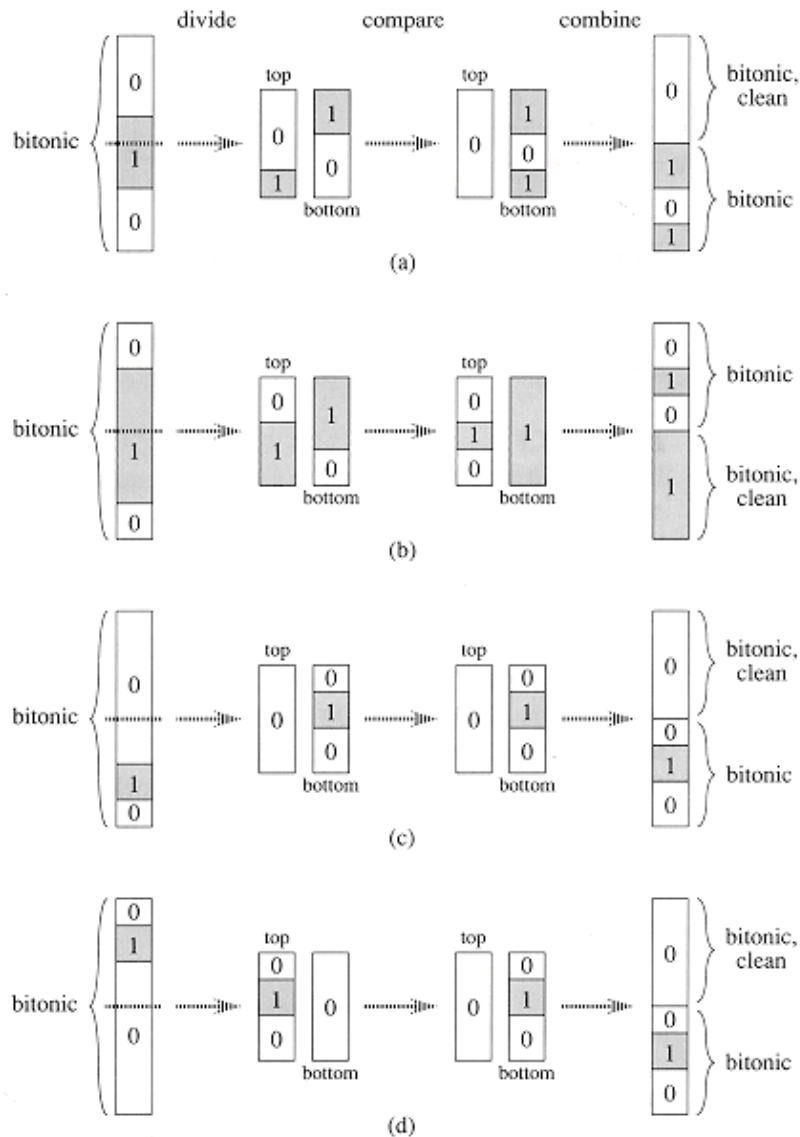 divide compare combine
top top
bitonic 0 1 0
0 1
1 0
0
1 0 1
0 1 0 1
bitonic, clean
bitonic
bottom bottom
(a)
top top
bitonic 0 1 0
0 1
1 0
0 1 0
1
0 1 0 1
bitonic
bitonic, clean
bottom bottom
(b)
top top
bitonic 0 1 0
0
0 1 0
0
0 1 0
0 0 1 0
bitonic, clean
bitonic
bottom bottom
(c)
top top
bitonic 0 1 0
0 1 0
0
0
0 1 0
0 0 1 0
bitonic, clean
bitonic
bottom bottom
(d)